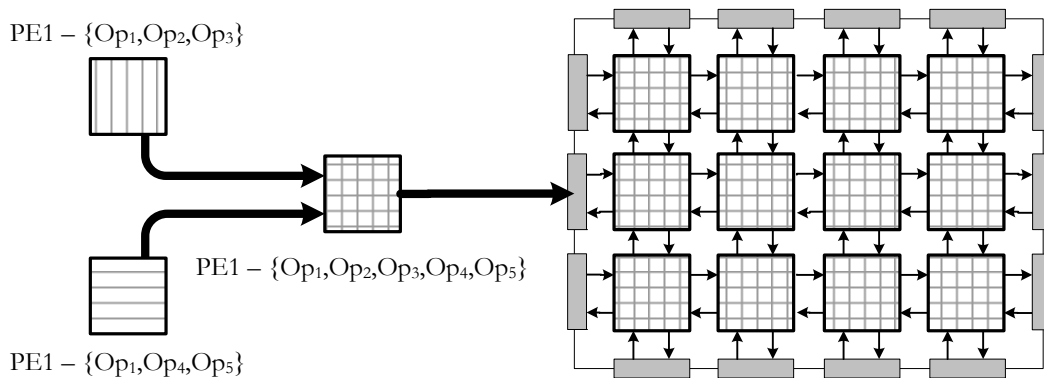 PE1 – {Op₁,Op₂,Op₃}
PE1 – {Op₁,Op₂,Op₃,Op₄,Op₅}
PE1 – {Op₁,Op₄,Op₅}